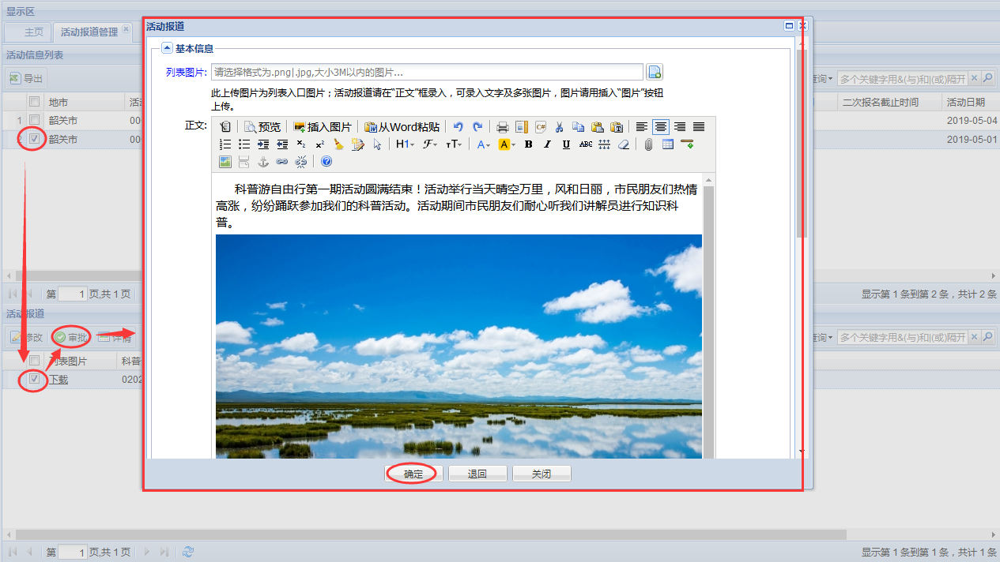 显示区
主页
活动报道管理
活动信息列表
导出
查询
多个关键字用&(与)和|(或)隔开
地市
二次报名截止时间
活动日期
1
韶关市
2019-05-04
韶关市
2019-05-01
活动报道
基本信息
列表图片:
请选择格式为.png|.jpg,大小3M以内的图片...
此上传图片为列表入口图片；活动报道请在"正文"框录入，可录入文字及多张图片，图片请用插入"图片"按钮
上传。
正文:
预览
插入图片
从Word粘贴
科普游自由行第一期活动圆满结束！活动举行当天晴空万里，风和日丽，市民朋友们热情
高涨，纷纷踊跃参加我们的科普活动。活动期间市民朋友们耐心听我们讲解员进行知识科
普。
确定
退回
关闭
第 1 页,共 1 页
显示第 1 条到第 2 条，共计 2 条
活动报道
修改
审批
详情
查询
多个关键字用&(与)和|(或)隔开
列表图片
科普
下载
0202
第 1 页,共 1 页
显示第 1 条到第 1 条，共计 1 条